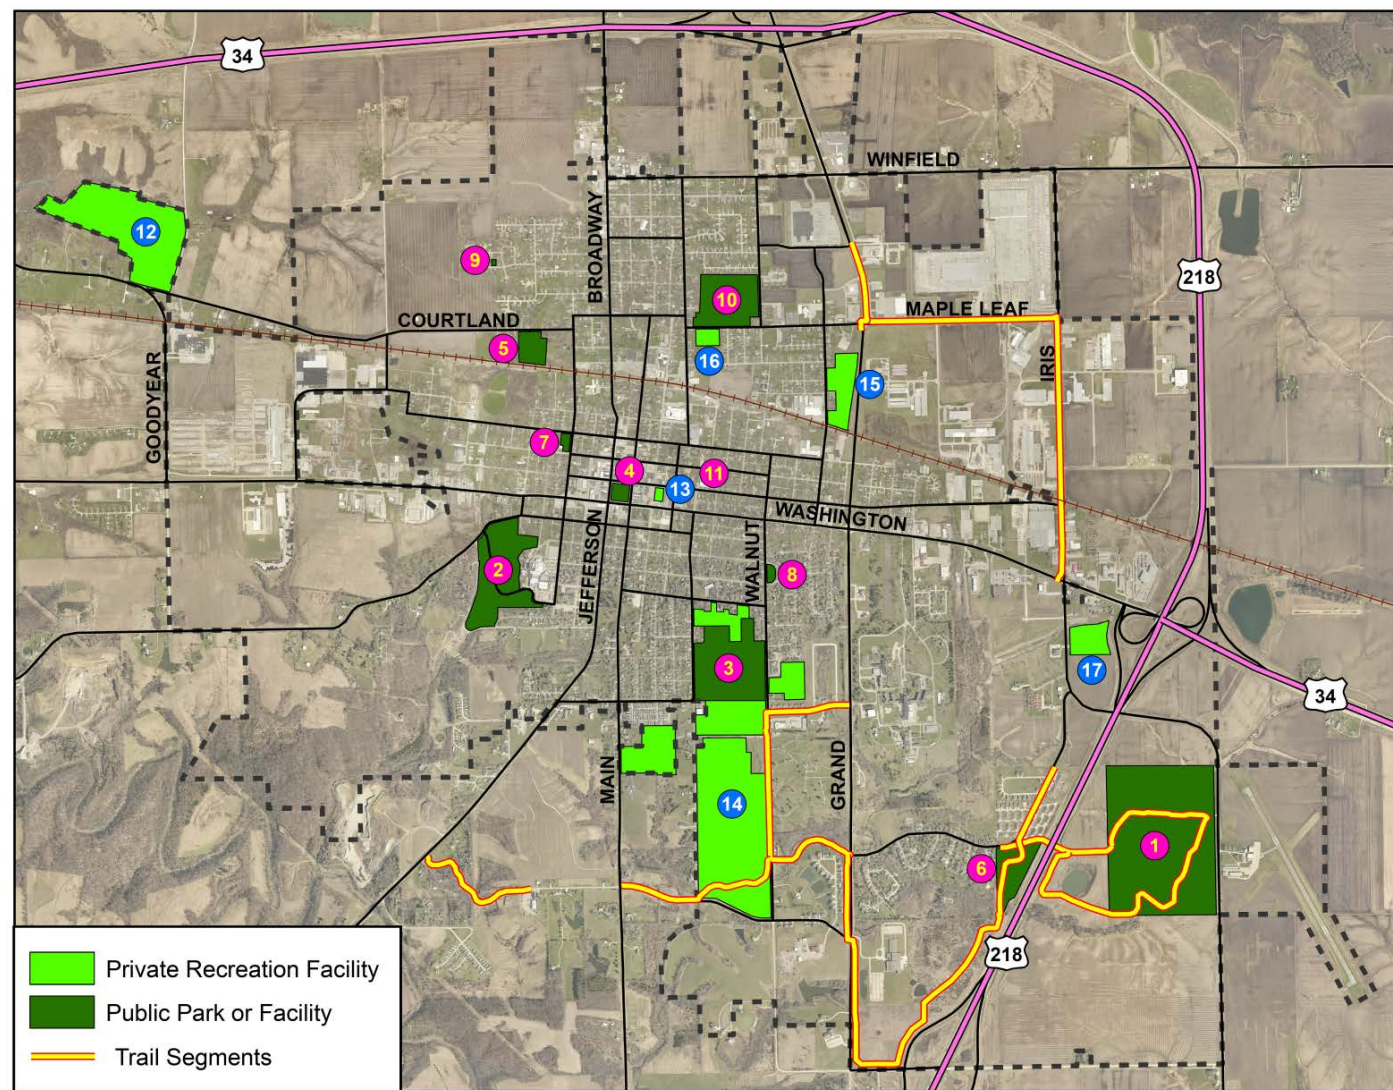 34
WINFIELD
BROADWAY
12
9
218
10
COURTLAND
MAPLE LEAF
5
16
IRIS
15
GOODYEAR
7
4
11
13
WASHINGTON
2
JEFFERSON
WALNUT
8
3
17
34
MAIN
GRAND
14
6
1
218
Private Recreation Facility
Public Park or Facility
Trail Segments